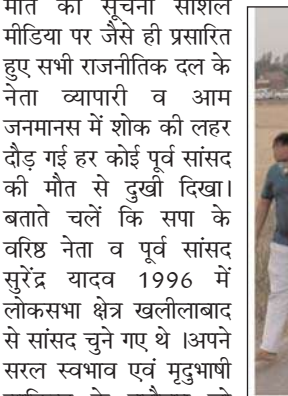 मौत की सूचना सोशल
मीडिया पर जैसे ही प्रसारित
हुए सभी राजनीतिक दल के
नेता व्यापारी व आम
जनमानस में शोक की लहर
दौड़ गई हर कोई पूर्व सांसद
की मौत से दुखी दिखा।
बताते चलें कि सपा के
वरिष्ठ नेता व पूर्व सांसद
सुरेंद्र यादव 1996 में
लोकसभा क्षेत्र खलीलाबाद
से सांसद चुने गए थे ।अपने
सरल स्वभाव एवं मृदुभाषी